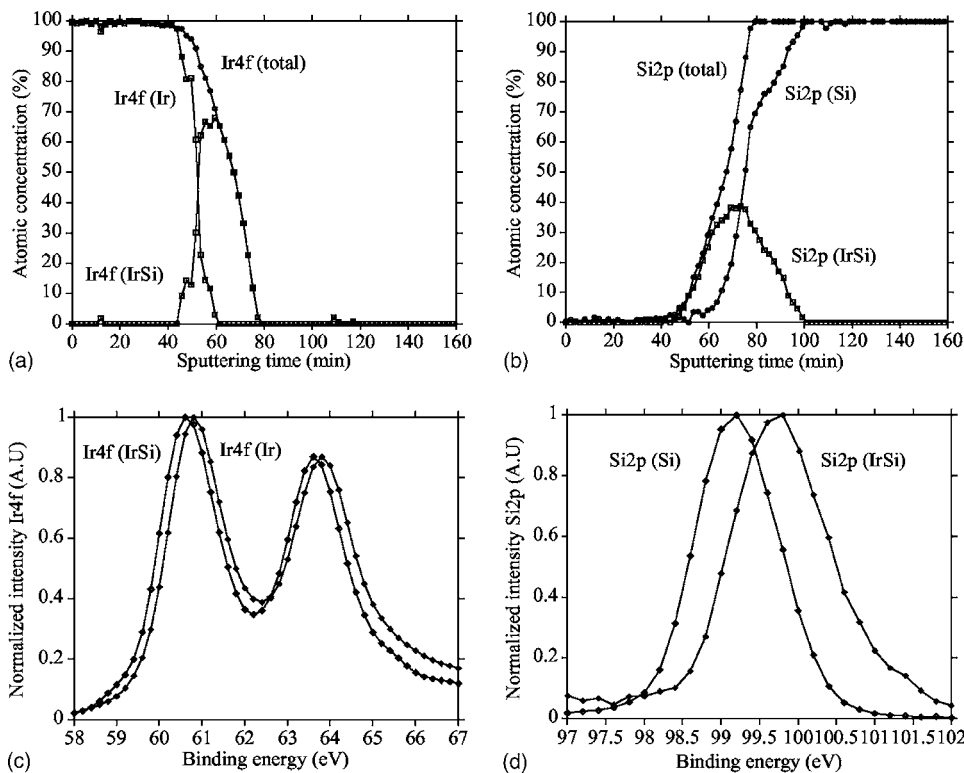 100
90
80
70
60
50
40
30
20
10
0
Atomic concentration (%)
Ir4f (total)
Ir4f (Ir)
Ir4f (IrSi)
0 20 40 60 80 100 120 140 160
Sputtering time (min)
(a)
100
90
80
70
60
50
40
30
20
10
0
Atomic concentration (%)
Si2p (total)
Si2p (Si)
Si2p (IrSi)
0 20 40 60 80 100 120 140 160
Sputtering time (min)
(b)
1
0.8
0.6
0.4
0.2
0
Normalized intensity Ir4f (A.U)
Ir4f (IrSi)
Ir4f (Ir)
58 59 60 61 62 63 64 65 66 67
Binding energy (eV)
(c)
1
0.8
0.6
0.4
0.2
0
Normalized intensity Si2p (A.U)
Si2p (Si)
Si2p (IrSi)
97 97.5 98 98.5 99 99.5 100 100.5 101 101.5 102
Binding energy (eV)
(d)